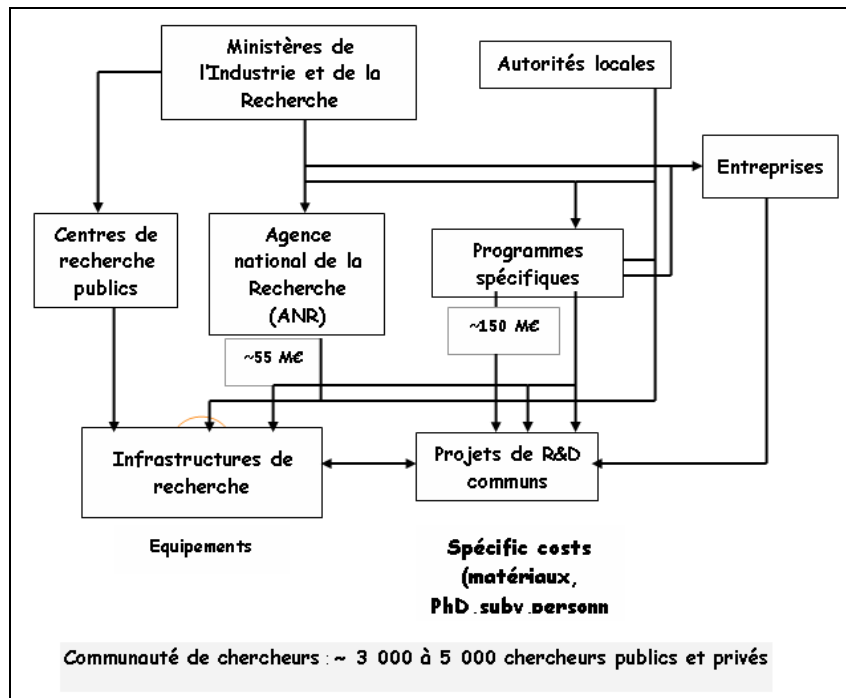 Ministères de
l'Industrie et de la
Recherche
Autorités locales
Entreprises
Centres de
recherche
publics
Agence
national de la
Recherche
(ANR)
Programmes
spécifiques
~150 M€
~55 M€
Infrastructures de
recherche
Projets de R&D
communs
Equipements
Spécific costs
(matériaux,
PhD.subv.personn
Communauté de chercheurs : ~ 3 000 à 5 000 chercheurs publics et privés